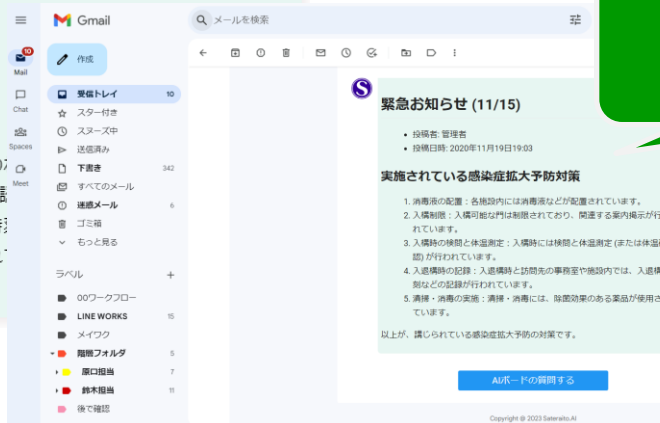 Gmail
メールを検索
10
Mail
Chat
Spaces
Meet
作成
受信トレイ 10
スター付き
スヌーズ中
送信済み
下書き 342
すべてのメール
迷惑メール 6
ゴミ箱
もっと見る
ラベル
00ワークフロー
LINE WORKS 15
メイワク
階層フォルダ 5
原口担当 7
鈴木担当 11
後で確認
S
緊急お知らせ (11/15)
投稿者: 管理者
投稿日時: 2020年11月19日19:03
実施されている感染症拡大予防対策
1. 消毒液の配置：各施設内には消毒液などが配置されています。
2. 入構制限：入構可能な門は制限されており、関連する案内掲示が行
れています。
3. 入構時の検問と体温測定：入構時には検問と体温測定 (または体温
認) が行われています。
4. 入退構時の記録：入退構時と訪問先の事務室や施設内では、入退構
刻などの記録が行われています。
5. 清掃・消毒の実施：清掃・消毒には、除菌効果のある薬品が使用さ
ています。
以上が、講じられている感染症拡大予防の対策です。
AIボードの質問する
Copyright @ 2023 Sateraito.AI